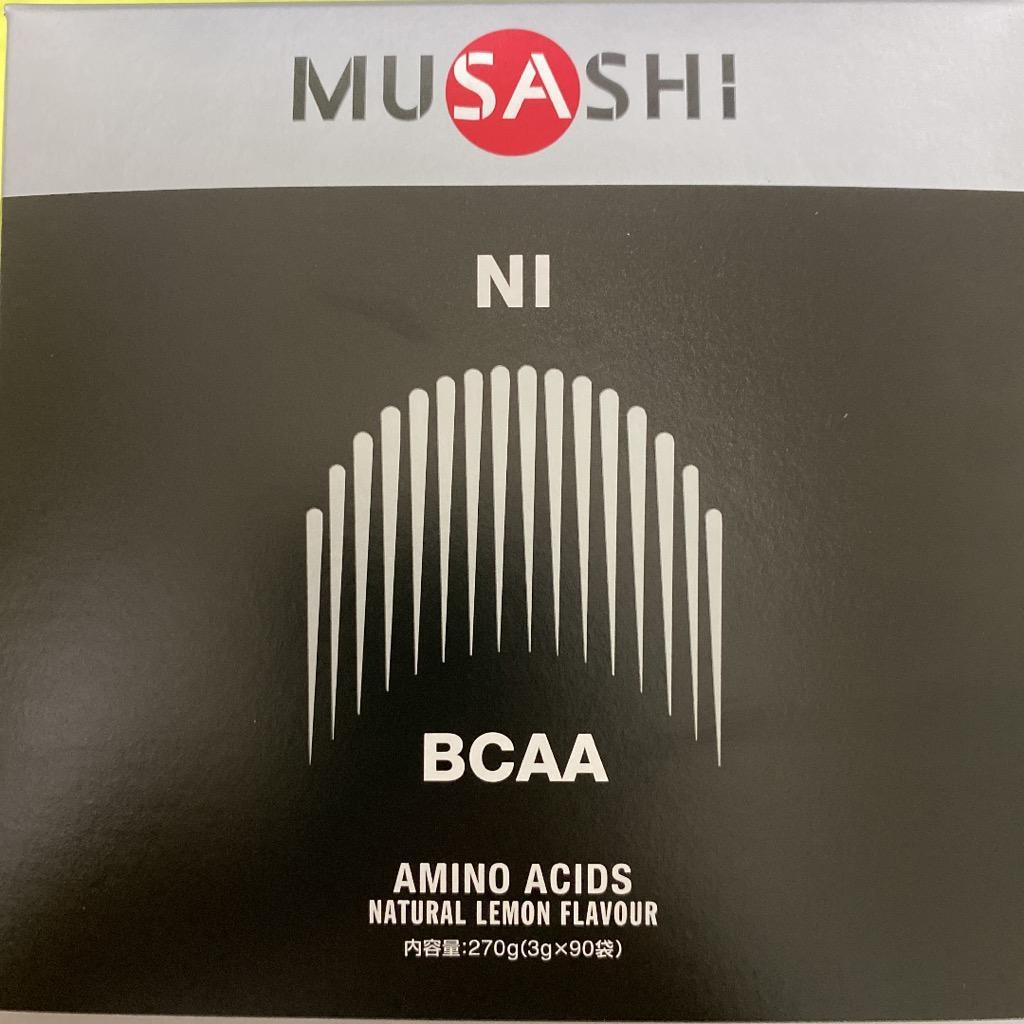 MUSASHI
NI
BCAA
AMINO ACIDS
NATURAL LEMON FLAVOUR
内容量:270g(3g×90袋)